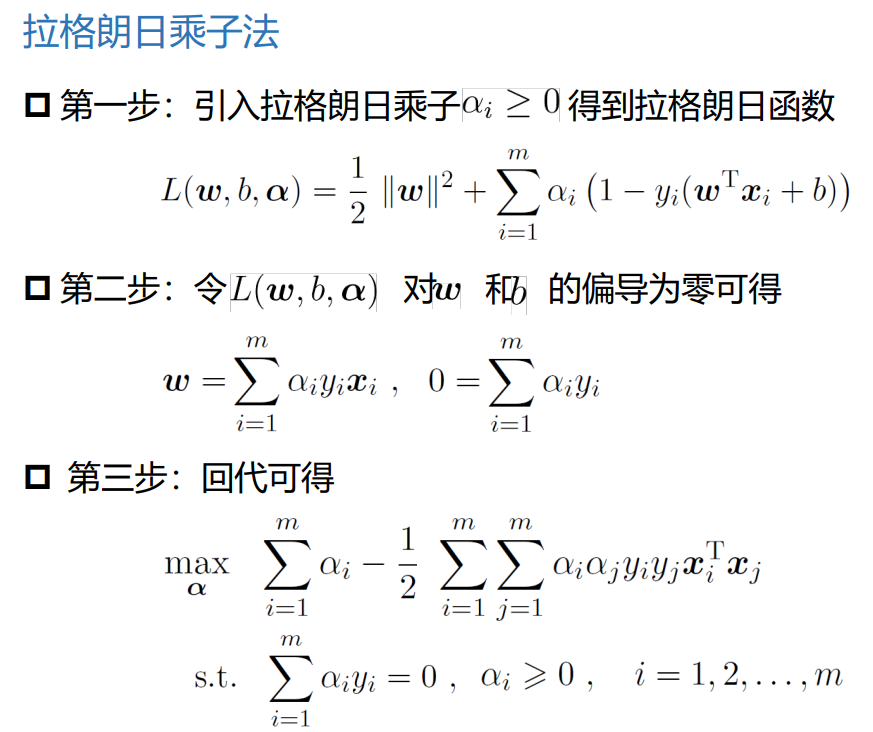 拉格朗日乘子法
第一步：引入拉格朗日乘子 $\alpha_i \geq 0$ 得到拉格朗日函数
$L(\boldsymbol{w}, b, \boldsymbol{\alpha}) = \frac{1}{2} \|\boldsymbol{w}\|^2 + \sum_{i=1}^{m} \alpha_i \left(1 - y_i(\boldsymbol{w}^{\mathrm{T}} \boldsymbol{x}_i + b)\right)$
第二步：令 $L(\boldsymbol{w}, b, \boldsymbol{\alpha})$ 对 $\boldsymbol{w}$ 和 $b$ 的偏导为零可得
$\boldsymbol{w} = \sum_{i=1}^{m} \alpha_i y_i \boldsymbol{x}_i \ , \ \ 0 = \sum_{i=1}^{m} \alpha_i y_i$
第三步：回代可得
$\max_{\boldsymbol{\alpha}} \ \sum_{i=1}^{m} \alpha_i - \frac{1}{2} \sum_{i=1}^{m} \sum_{j=1}^{m} \alpha_i \alpha_j y_i y_j \boldsymbol{x}_i^{\mathrm{T}} \boldsymbol{x}_j$
$\text{s.t.} \ \sum_{i=1}^{m} \alpha_i y_i = 0 \ , \ \alpha_i \geqslant 0 \ , \quad i = 1, 2, \ldots, m$